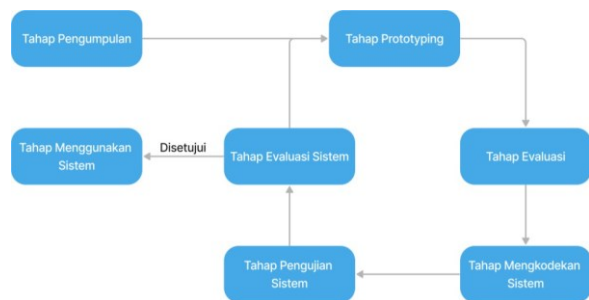 Tahap Pengumpulan
Tahap Prototyping
Disetujui
Tahap Menggunakan
Sistem
Tahap Evaluasi Sistem
Tahap Evaluasi
Tahap Pengujian
Sistem
Tahap Mengkodekan
Sistem